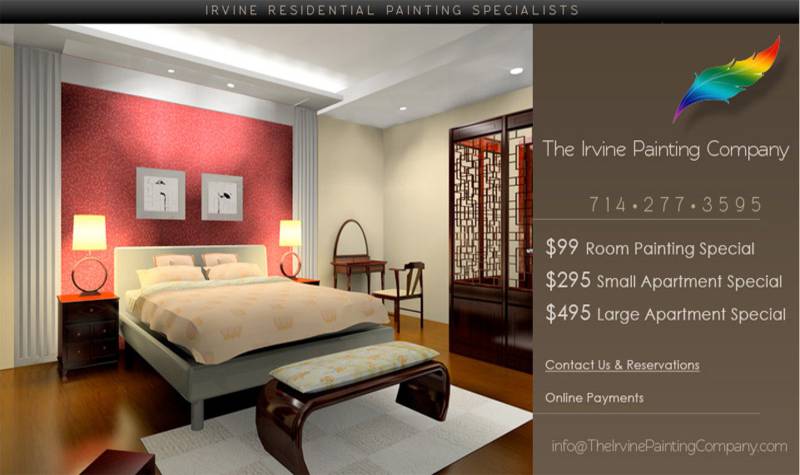 IRVINE RESIDENTIAL PAINTING SPECIALISTS
The Irvine Painting Company
714•277•3595
$99 Room Painting Special
$295 Small Apartment Special
$495 Large Apartment Special
Contact Us & Reservations
Online Payments
info@TheIrvinePaintingCompany.com